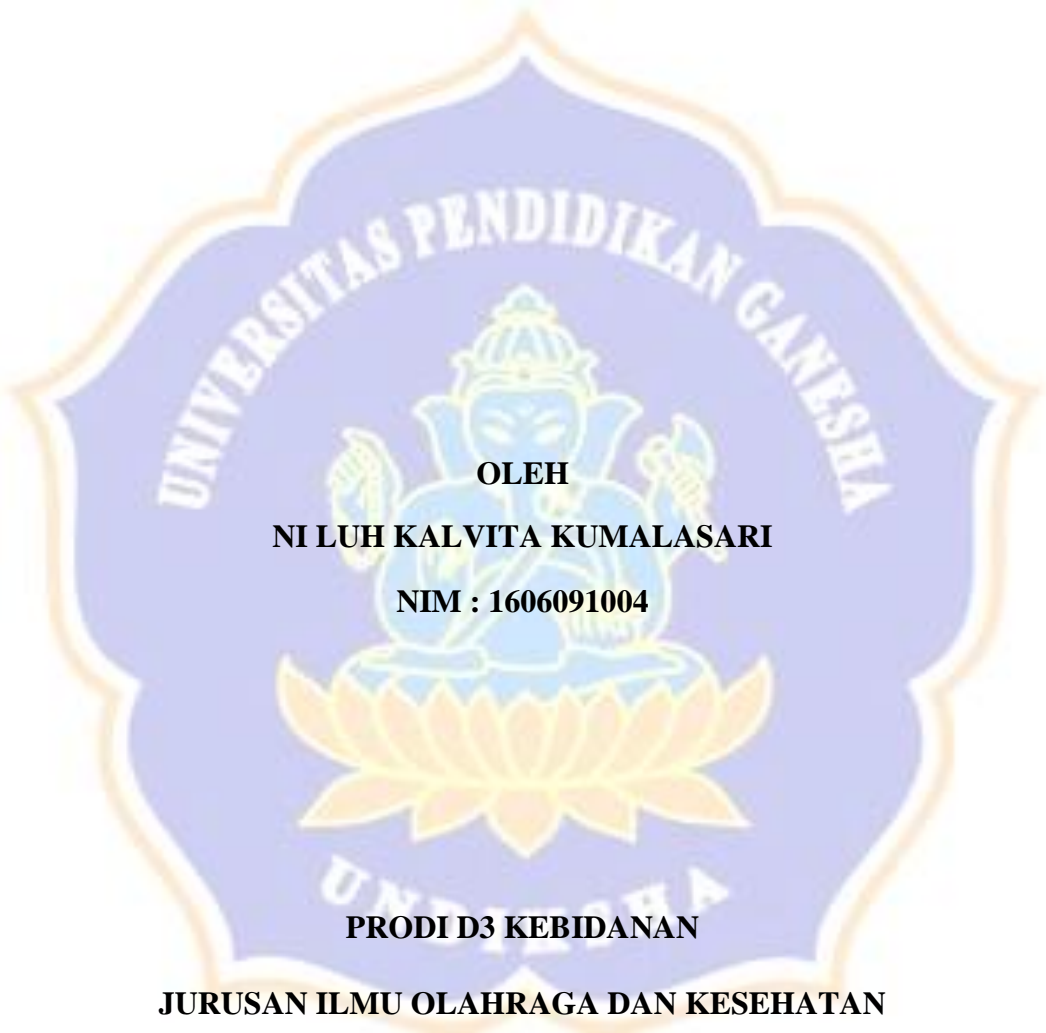 UNIVERSITAS PENDIDIKAN GANESHA
OLEH
NI LUH KALVITA KUMALASARI
NIM : 1606091004
UNDIKSHA
PRODI D3 KEBIDANAN
JURUSAN ILMU OLAHRAGA DAN KESEHATAN